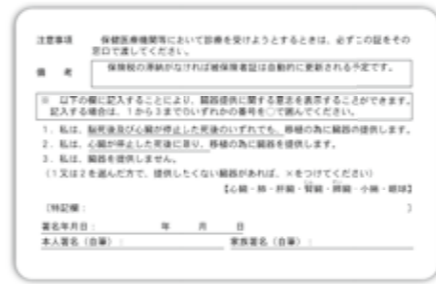 注意事項 保健医療機関等において診療を受けようとするときは、必ずこの証をその
窓口で渡してください。
備 考 保険税の滞納がなければ被保険者証は自動的に更新される予定です。
※ 以下の欄に記入することにより、臓器提供に関する意志を表示することができます。
記入する場合は、1から3までのいずれかの番号を○で囲んでください。
1. 私は、脳死後及び心臓が停止した死後のいずれでも、移植の為に臓器の提供します。
2. 私は、心臓が停止した死後に限り、移植の為に臓器を提供します。
3. 私は、臓器を提供しません。
(1又は2を選んだ方で、提供したくない臓器があれば、×をつけてください)
【心臓・肺・肝臓・腎臓・膵臓・小腸・眼球】
〔特記欄: 〕
署名年月日: 年 月 日
本人署名(自筆): 家族署名(自筆):